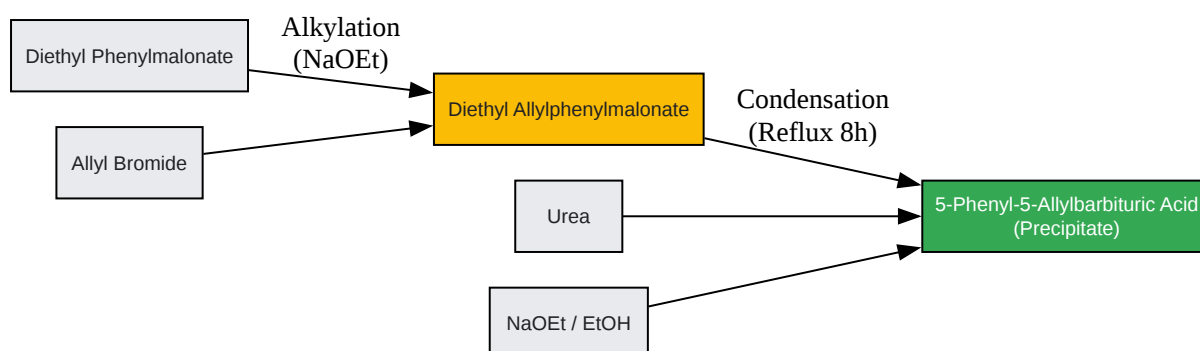 Diethyl Phenylmalonate
Alkylation
(NaOEt)
Allyl Bromide
Diethyl Allylphenylmalonate
Condensation
(Reflux 8h)
Urea
NaOEt / EtOH
5-Phenyl-5-Allylbarbituric Acid
(Precipitate)